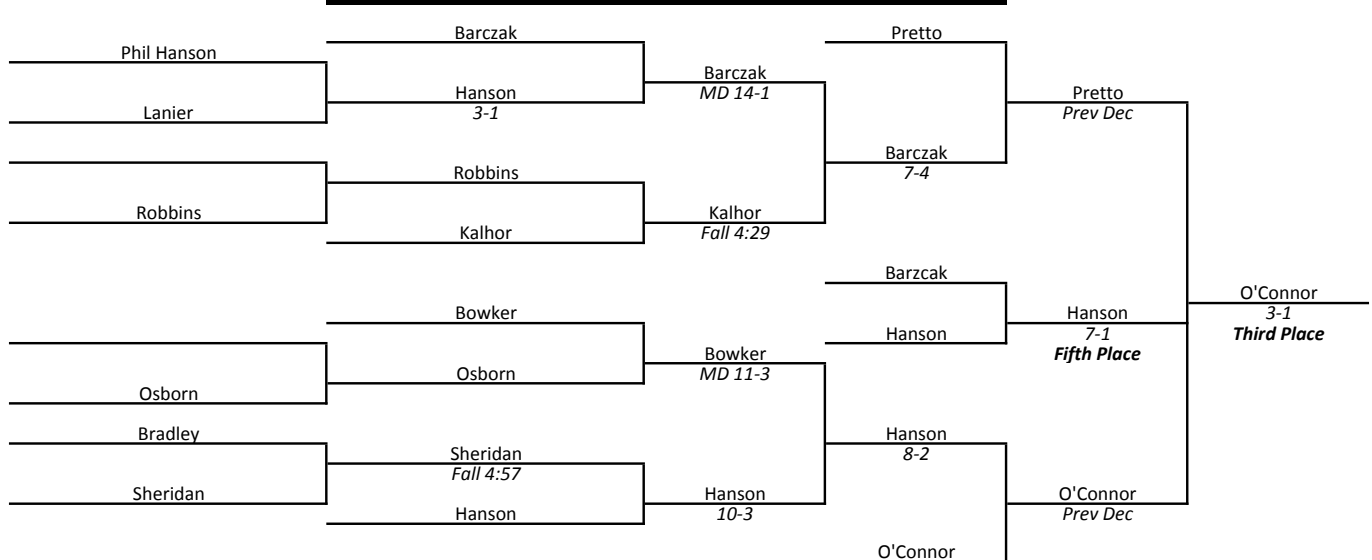 Barczak
Pretto
Phil Hanson
Barczak
MD 14-1
Hanson
3-1
Pretto
Prev Dec
Lanier
Barczak
7-4
Robbins
Robbins
Kalhor
Fall 4:29
Kalhor
Barzcak
O'Connor
3-1
Third Place
Bowker
Hanson
7-1
Fifth Place
Hanson
Bowker
MD 11-3
Osborn
Osborn
Bradley
Hanson
8-2
Sheridan
Fall 4:57
Sheridan
Hanson
10-3
O'Connor
Prev Dec
Hanson
O'Connor